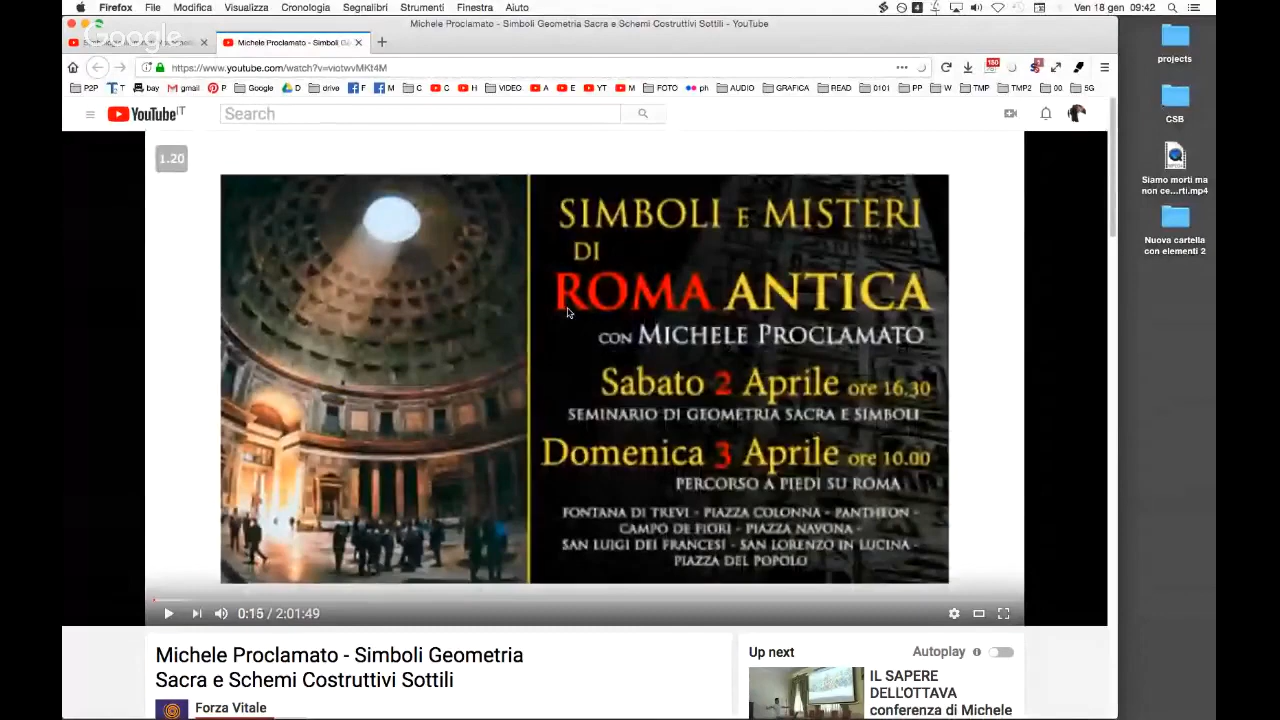 Firefox File Modifica Visualizza Cronologia Segnalibri Strumenti Finestra Aiuto 4 Ven 18 gen 09:42
Michele Proclamato - Simboli Geometria Sacra e Schemi Costruttivi Sottili - YouTube
Google
Michele Proclamato - Simboli Ge
https://www.youtube.com/watch?v=viotwvMKt4M 180
P2P T bay gmail P Google D drive F M C C H VIDEO A E YT M FOTO ph AUDIO GRAFICA READ 0101 PP W TMP TMP2 00. 5G
YouTube IT Search
1.20
SIMBOLI E MISTERI
DI
ROMA ANTICA
CON MICHELE PROCLAMATO
Sabato 2 Aprile ore 16.30
SEMINARIO DI GEOMETRIA SACRA E SIMBOLI
Domenica 3 Aprile ore 10.00
PERCORSO A PIEDI SU ROMA
FONTANA DI TREVI - PIAZZA COLONNA - PANTHEON -
CAMPO DE FIORI - PIAZZA NAVONA -
SAN LUIGI DEI FRANCESI - SAN LORENZO IN LUCINA -
PIAZZA DEL POPOLO
0:15 / 2:01:49
Michele Proclamato - Simboli Geometria
Sacra e Schemi Costruttivi Sottili
Forza Vitale
Up next Autoplay
IL SAPERE
DELL'OTTAVA
conferenza di Michele
projects
CSB
Siamo morti ma
non ce...rti.mp4
Nuova cartella
con elementi 2